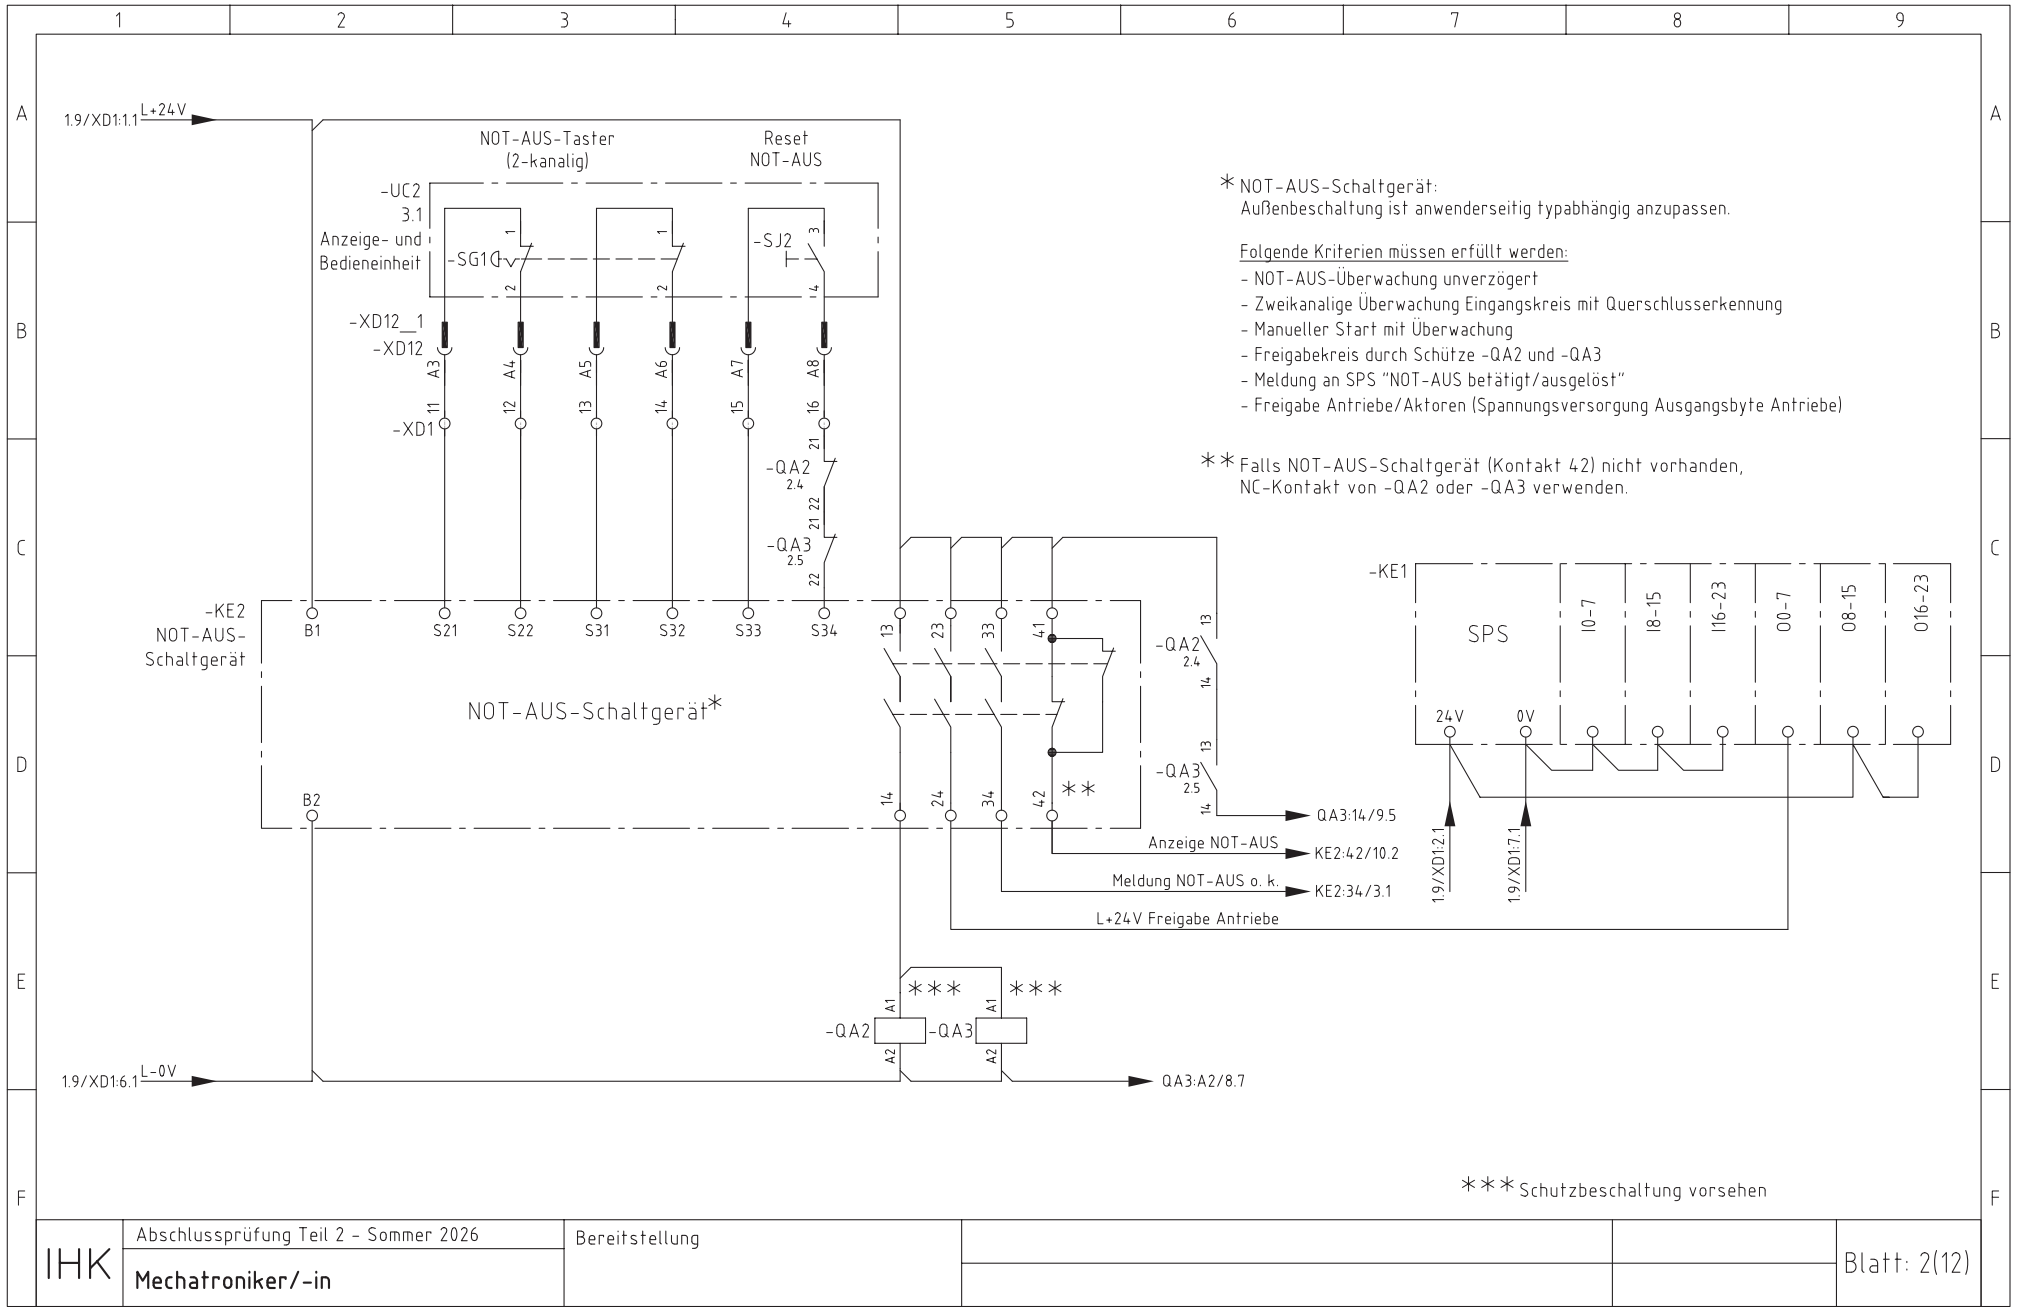 1 2 3 4 5 6 7 8 9
A A
1.9/XD1:1.1 L+24V
NOT-AUS-Taster
(2-kanalig)
Reset
NOT-AUS
-UC2
3.1
Anzeige- und
Bedieneinheit
-SG1
1
2
1
2
-SJ2
3
4
* NOT-AUS-Schaltgerät:
Außenbeschaltung ist anwenderseitig typabhängig anzupassen.
Folgende Kriterien müssen erfüllt werden:
- NOT-AUS-Überwachung unverzögert
- Zweikanalige Überwachung Eingangskreis mit Querschlusserkennung
- Manueller Start mit Überwachung
- Freigabekreis durch Schütze -QA2 und -QA3
- Meldung an SPS "NOT-AUS betätigt/ausgelöst"
- Freigabe Antriebe/Aktoren (Spannungsversorgung Ausgangsbyte Antriebe)
B B
-XD12__1
-XD12
A3 A4 A5 A6 A7 A8
11 12 13 14 15 16
-XD1
** Falls NOT-AUS-Schaltgerät (Kontakt 42) nicht vorhanden,
NC-Kontakt von -QA2 oder -QA3 verwenden.
21
-QA2
2.4
22
21
-QA3
2.5
22
C C
-KE2
NOT-AUS-
Schaltgerät
B1 S21 S22 S31 S32 S33 S34 13 23 33 41
NOT-AUS-Schaltgerät*
13
-QA2
2.4
14
13
-QA3
2.5
14
-KE1
SPS
I0-7 I8-15 I16-23 O0-7 O8-15 O16-23
24V 0V
D D
B2 14 24 34 42 **
QA3:14/9.5
Anzeige NOT-AUS
KE2:42/10.2
Meldung NOT-AUS o. k.
KE2:34/3.1
L+24V Freigabe Antriebe
1.9/XD1:2.1 1.9/XD1:7.1
E E
A1 *** A1 ***
-QA2 -QA3
A2 A2
1.9/XD1:6.1 L-0V
QA3:A2/8.7
F F
*** Schutzbeschaltung vorsehen
IHK
Abschlussprüfung Teil 2 - Sommer 2026
Mechatroniker/-in
Bereitstellung
Blatt: 2(12)